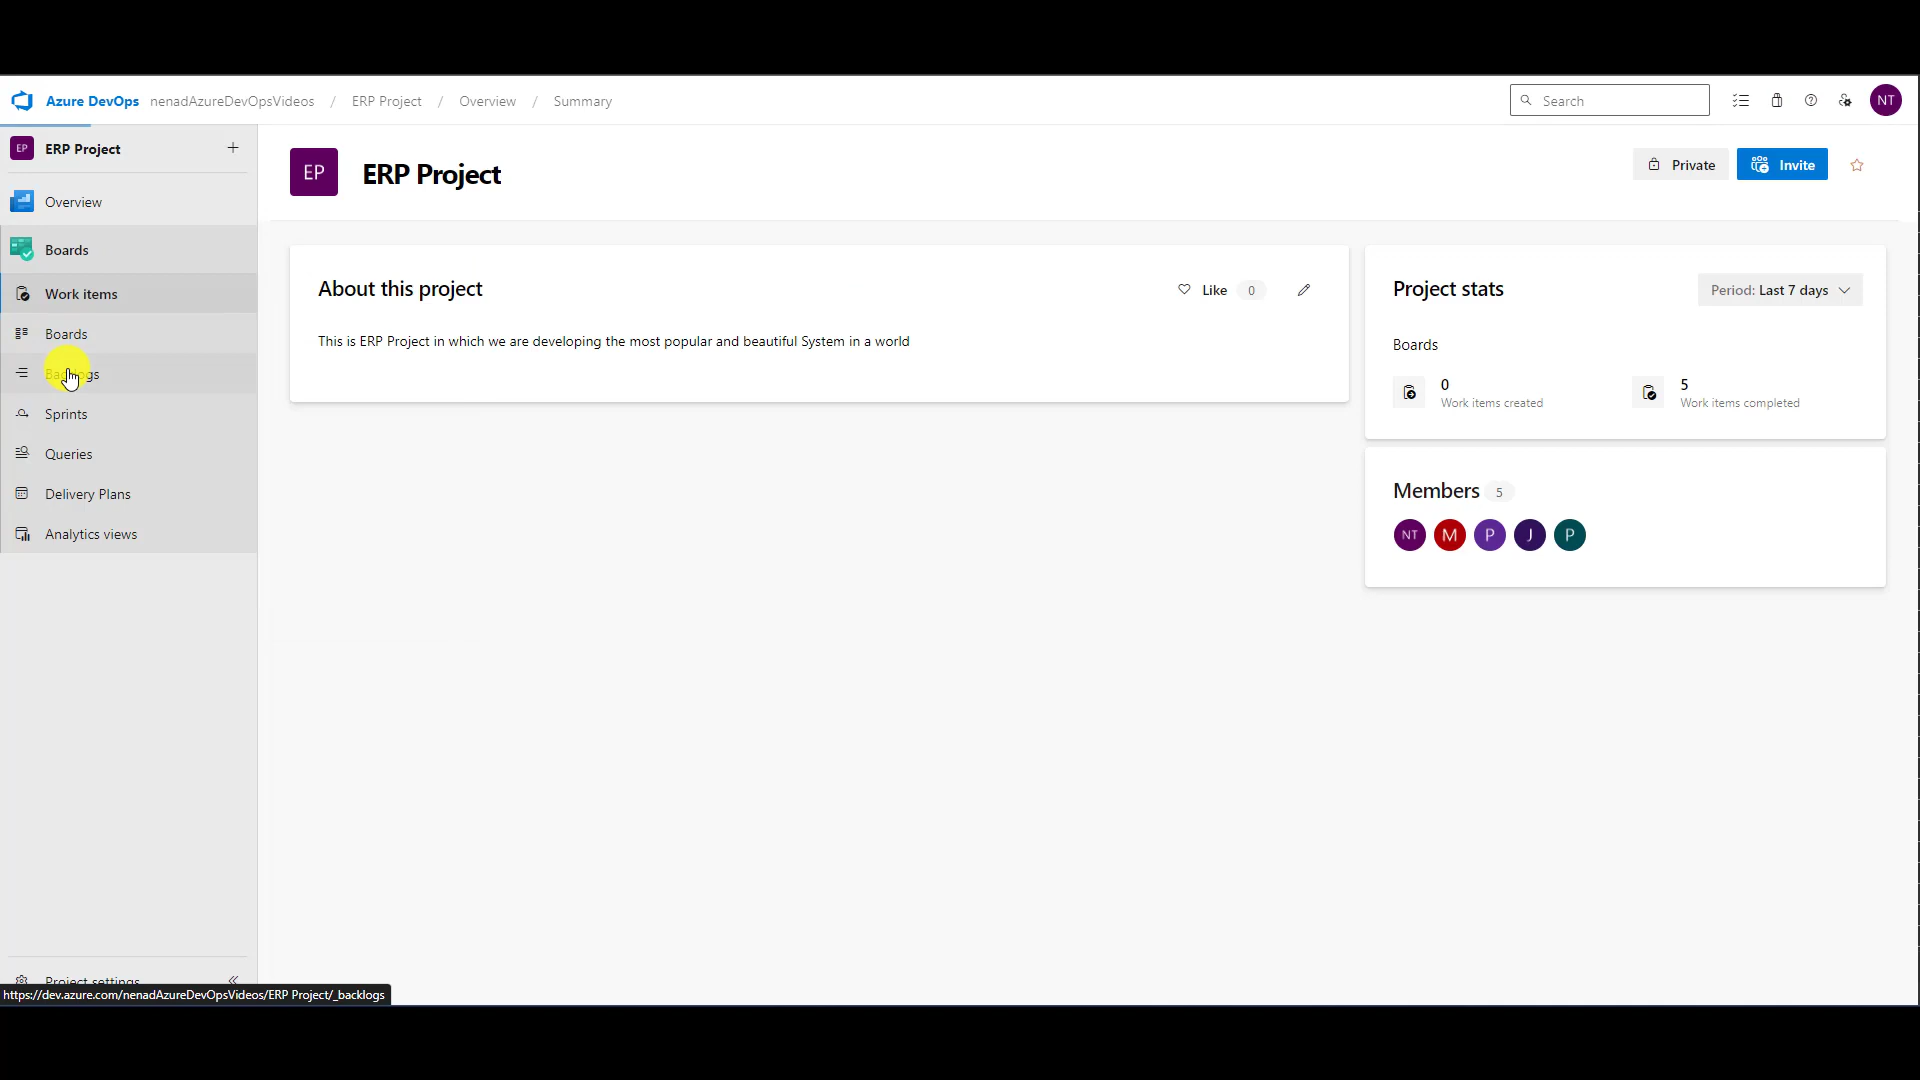 Azure DevOps nenadAzureDevOpsVideos / ERP Project / Overview / Summary
Search
NT
EP ERP Project
Overview
Boards
Work items
Boards
Backlogs
Sprints
Queries
Delivery Plans
Analytics views
Project settings
https://dev.azure.com/nenadAzureDevOpsVideos/ERP Project/_backlogs
EP ERP Project
Private
Invite
About this project
Like 0
This is ERP Project in which we are developing the most popular and beautiful System in a world
Project stats
Period: Last 7 days
Boards
0
Work items created
5
Work items completed
Members 5
NT M P J P